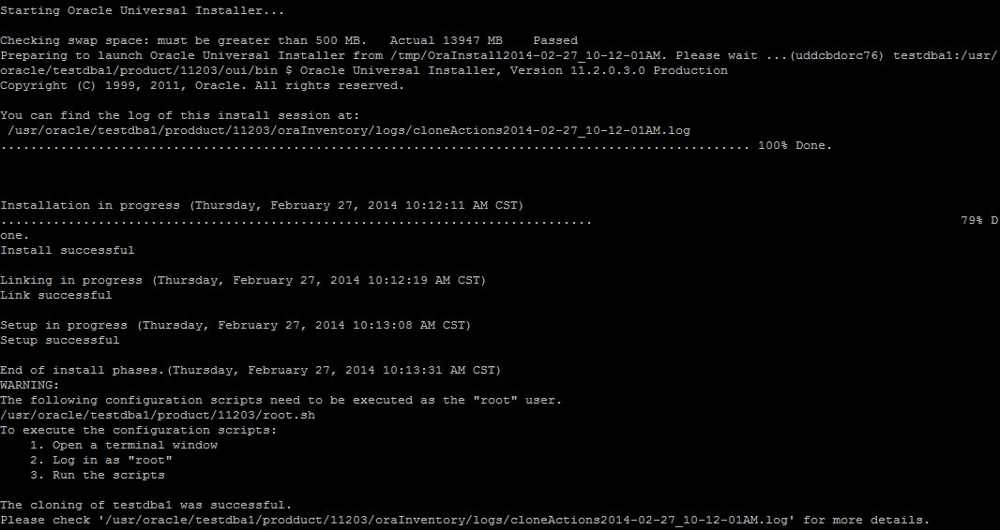 Starting Oracle Universal Installer...
Checking swap space: must be greater than 500 MB.   Actual 13947 MB    Passed
Preparing to launch Oracle Universal Installer from /tmp/OraInstall2014-02-27_10-12-01AM. Please wait ...(uddcbdorc76) testdba1:/usr/
oracle/testdba1/product/11203/oui/bin $ Oracle Universal Installer, Version 11.2.0.3.0 Production
Copyright (C) 1999, 2011, Oracle. All rights reserved.
You can find the log of this install session at:
 /usr/oracle/testdba1/prodduct/11203/oraInventory/logs/cloneActions2014-02-27_10-12-01AM.log
.................................................................................................... 100% Done.
Installation in progress (Thursday, February 27, 2014 10:12:11 AM CST)
...............................................................................                                                 79% D
one.
Install successful
Linking in progress (Thursday, February 27, 2014 10:12:19 AM CST)
Link successful
Setup in progress (Thursday, February 27, 2014 10:13:08 AM CST)
Setup successful
End of install phases.(Thursday, February 27, 2014 10:13:31 AM CST)
WARNING:
The following configuration scripts need to be executed as the "root" user.
/usr/oracle/testdba1/product/11203/root.sh
To execute the configuration scripts:
    1. Open a terminal window
    2. Log in as "root"
    3. Run the scripts
The cloning of testdba1 was successful.
Please check '/usr/oracle/testdba1/prodduct/11203/oraInventory/logs/cloneActions2014-02-27_10-12-01AM.log' for more details.